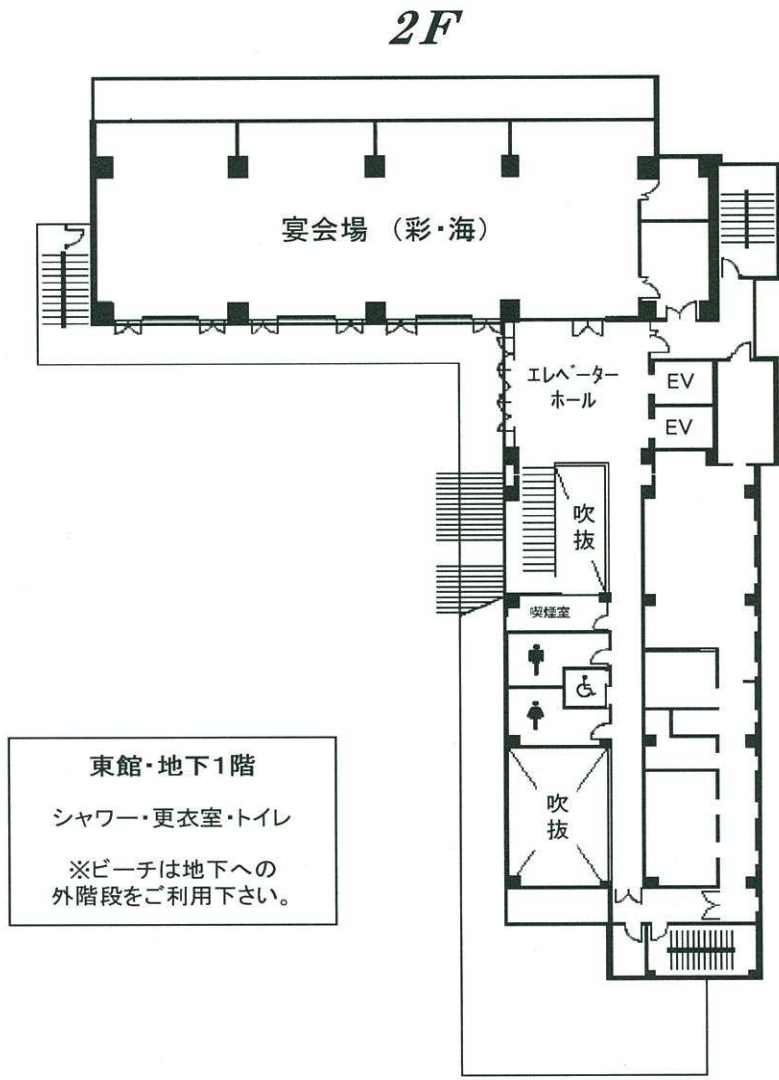 2F
宴会場 （彩・海）
エレベーター
ホール
EV
EV
吹
抜
喫煙室
吹
抜
東館・地下1階
シャワー・更衣室・トイレ
※ビーチは地下への
外階段をご利用下さい。